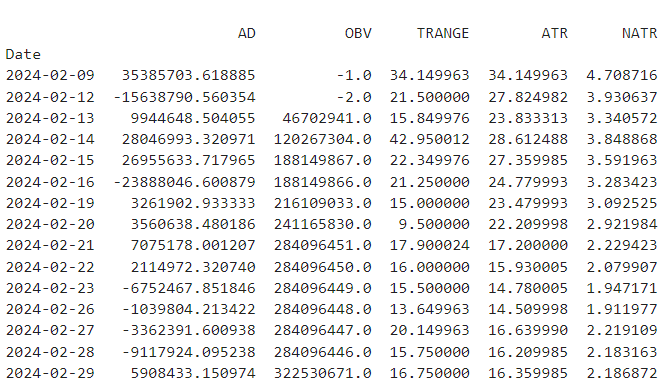 AD OBV TRANGE ATR NATR
Date
2024-02-09 35385703.618885 -1.0 34.149963 34.149963 4.708716
2024-02-12 -15638790.560354 -2.0 21.500000 27.824982 3.930637
2024-02-13 9944648.504055 46702941.0 15.849976 23.833313 3.340572
2024-02-14 28046993.320971 120267304.0 42.950012 28.612488 3.848868
2024-02-15 26955633.717965 188149867.0 22.349976 27.359985 3.591963
2024-02-16 -23888046.600879 188149866.0 21.250000 24.779993 3.283423
2024-02-19 3261902.933333 216109033.0 15.000000 23.479993 3.092525
2024-02-20 3560638.480186 241165830.0 9.500000 22.209998 2.921984
2024-02-21 7075178.001207 284096451.0 17.900024 17.200000 2.229423
2024-02-22 2114972.320740 284096450.0 16.000000 15.930005 2.079907
2024-02-23 -6752467.851846 284096449.0 15.500000 14.780005 1.947171
2024-02-26 -1039804.213422 284096448.0 13.649963 14.509998 1.911977
2024-02-27 -3362391.600938 284096447.0 20.149963 16.639990 2.219109
2024-02-28 -9117924.095238 284096446.0 15.750000 16.209985 2.183163
2024-02-29 5908433.150974 322530671.0 16.750000 16.359985 2.186872